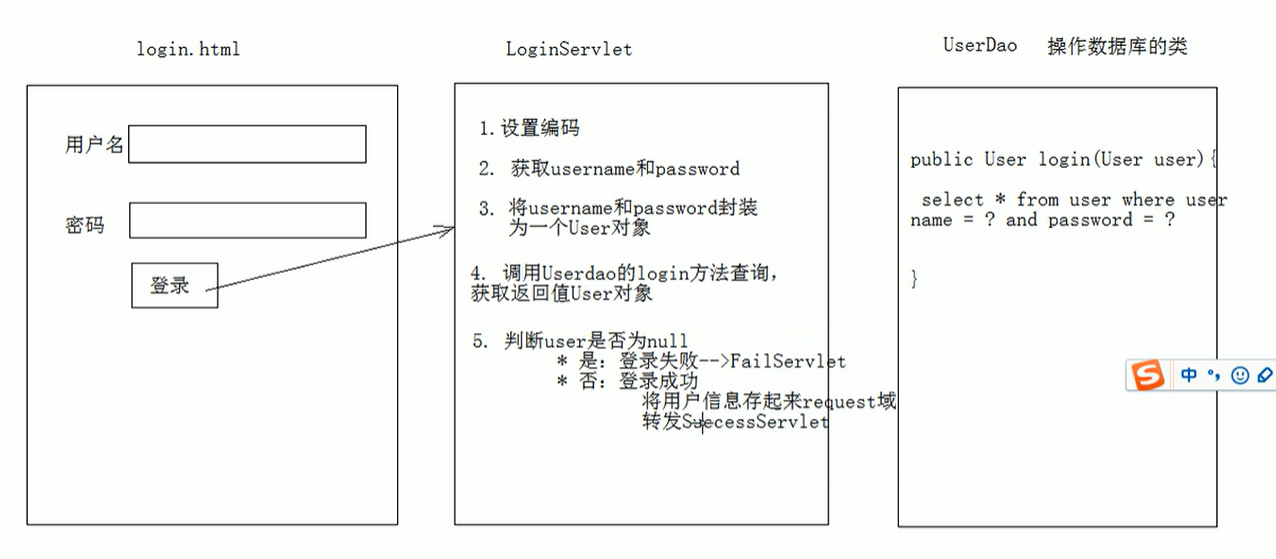 login.html
用户名
密码
登录
LoginServlet
1.设置编码
2. 获取username和password
3. 将username和password封装
为一个User对象
4. 调用Userdao的login方法查询,
获取返回值User对象
5. 判断user是否为null
* 是：登录失败-->FailServlet
* 否：登录成功
将用户信息存起来request域
转发SuecessServlet
UserDao 操作数据库的类
public User login(User user){
select * from user where user
name = ? and password = ?
}
S 中 °,